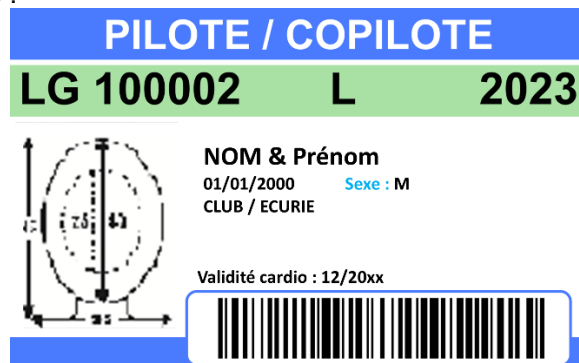 PILOTE / COPILOTE
LG 100002 L 2023
NOM & Prénom
01/01/2000 Sexe : M
CLUB / ECURIE
Validité cardio : 12/20xx